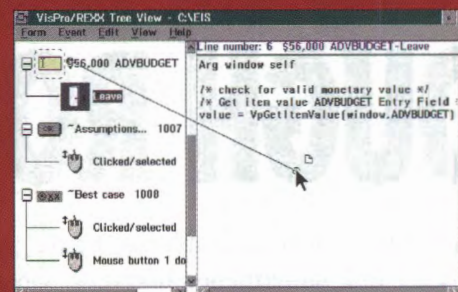 VisPro/REXX Tree View - C:\EIS
Form Event Edit View Help
$56,000 ADVBUDGET
Leave
~Assumptions... 1007
Clicked/selected
~Best case 1008
Clicked/selected
Mouse button 1 do
Line number: 6 $56,000 ADVBUDGET-Leave
Arg window self
/* check for valid monetary value */
/* Get item value ADVBUDGET Entry Field
value = VpGetItemValue(window.ADVBUDGET)